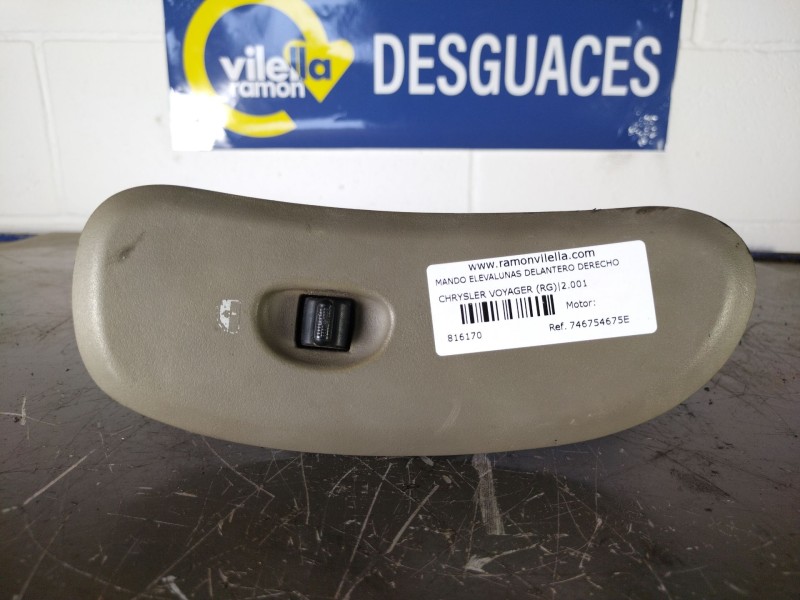 vilella
ramon
DESGUACES
www.ramonvilella.com
MANDO ELEVALUNAS DELANTERO DERECHO
CHRYSLER VOYAGER (RG)|2.001
Motor:
816170
Ref. 746754675E